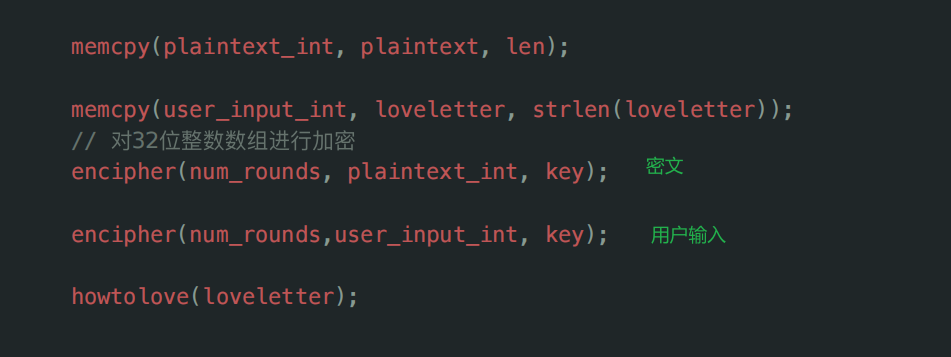 memcpy(plaintext_int, plaintext, len);
memcpy(user_input_int, loveletter, strlen(loveletter));
// 对32位整数数组进行加密
encipher(num_rounds, plaintext_int, key); 密文
encipher(num_rounds,user_input_int, key); 用户输入
howtolove(loveletter);